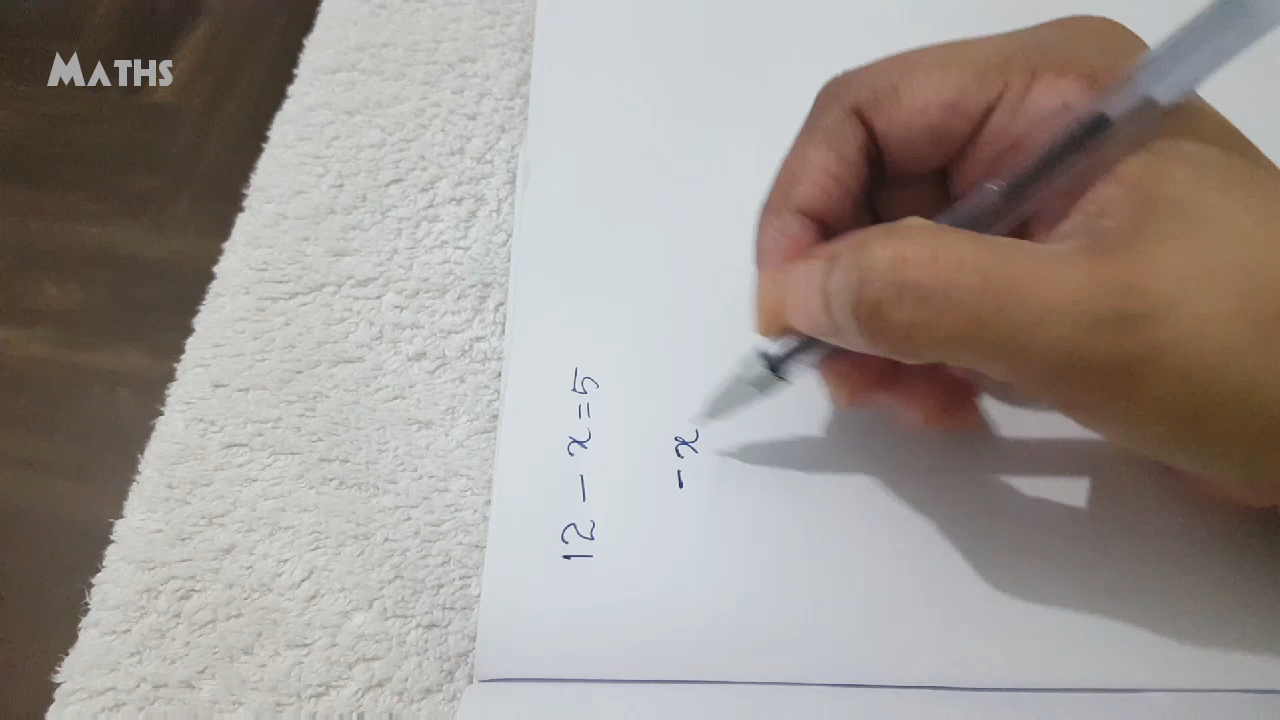 MATHS
12 - x = 5
- x